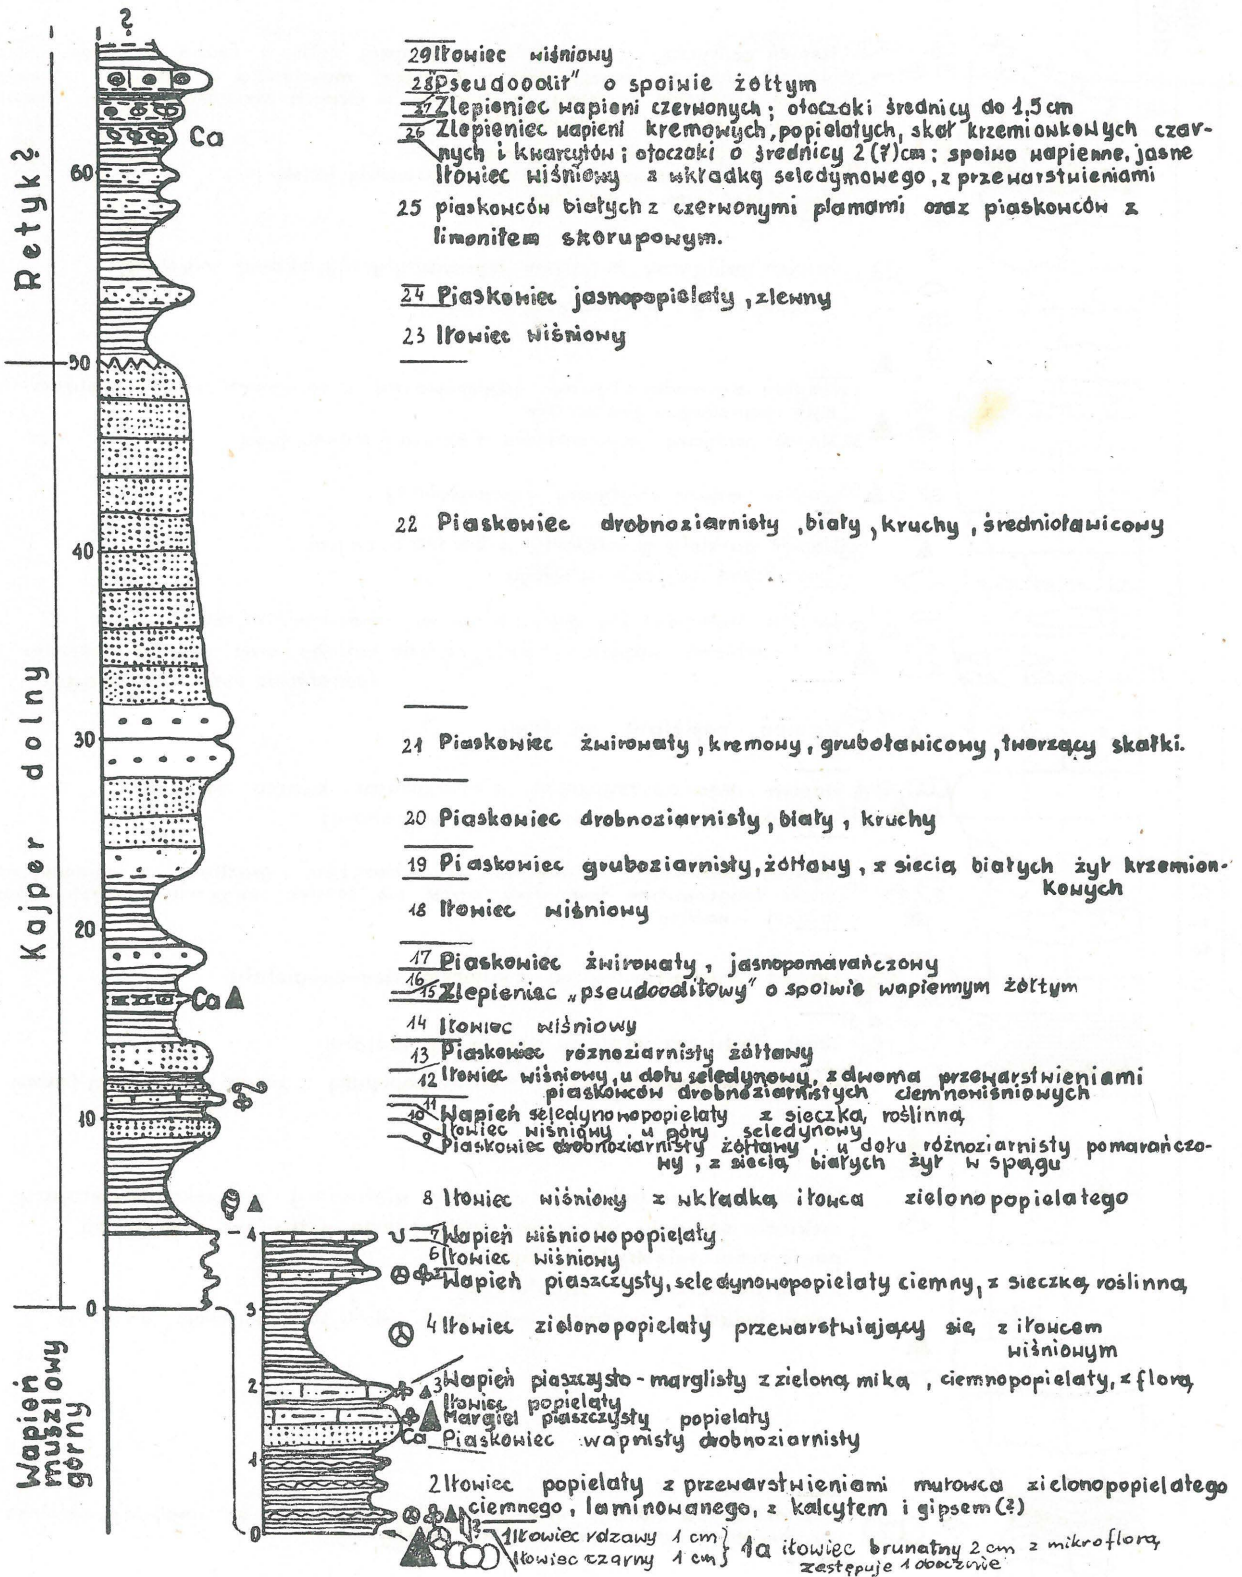 ?
29 Iłowiec wiśniowy
28 "Pseudoolit" o spoiwie żółtym
27 Zlepieniec wapieni czerwonych; otoczaki średnicy do 1,5 cm
26 Zlepieniec wapieni kremowych, popielatych, skał krzemionkowych czar-
nych i kwarcytów; otoczaki o średnicy 2 (?) cm; spoiwo wapienne, jasne
Iłowiec wiśniowy z wkładką seledymowego, z przewarstwieniami
25 piaskowców białych z czerwonymi plamami oraz piaskowców z
limonitem skorupowym.
24 Piaskowiec jasnopopielaty, zlewny
23 Iłowiec wiśniowy
22 Piaskowiec drobnoziarnisty, biały, kruchy, średnioławicowy
21 Piaskowiec żwirowaty, kremowy, gruboławicowy, tworzący skałki.
20 Piaskowiec drobnoziarnisty, biały, kruchy
19 Piaskowiec gruboziarnisty, żółtawy, z siecią białych żył krzemion-
kowych
18 Iłowiec wiśniowy
17 Piaskowiec żwirowaty, jasnopomarańczowy
16
15 Zlepieniec „pseudoolitowy" o spoiwie wapiennym żółtym
14 Iłowiec wiśniowy
13 Piaskowiec różnoziarnisty żółtawy
12 Iłowiec wiśniowy, u dołu seledynowy, z dwoma przewarstwieniami
piaskowców drobnoziarnistych ciemnowiśniowych
11 Wapień seledynowopopielaty z sieczką roślinną
10 Iłowiec wiśniowy, u góry seledynowy
9 Piaskowiec drobnoziarnisty żółtawy, u dołu różnoziarnisty pomarańczo-
wy, z siecią białych żył w spągu
8 Iłowiec wiśniowy z wkładką iłowca zielonopopielatego
7 Wapień wiśniowopopielaty
6 Iłowiec wiśniowy
5 Wapień piaszczysty, seledynowopopielaty ciemny, z sieczką roślinną
4 Iłowiec zielonopopielaty przewarstwiający się z iłowcem
wiśniowym
3 Wapień piaszczysto-marglisty z zieloną miką, ciemnopopielaty, z florą
Iłowiec popielaty
Margiel piaszczysty popielaty
Ca Piaskowiec wapnisty drobnoziarnisty
2 Iłowiec popielaty z przewarstwieniami mułowca zielonopopielatego
ciemnego, laminowanego, z kalcytem i gipsem (?)
1 Iłowiec rdzawy 1 cm
Iłowiec czarny 1 cm
1a iłowiec brunatny 2 cm z mikroflorą
zastępuje 1 obocznie
Retyk?
Kajper dolny
Wapień
muszlowy
górny
60
50
40
30
20
10
0
Ca
Ca
4
3
2
1
0
?